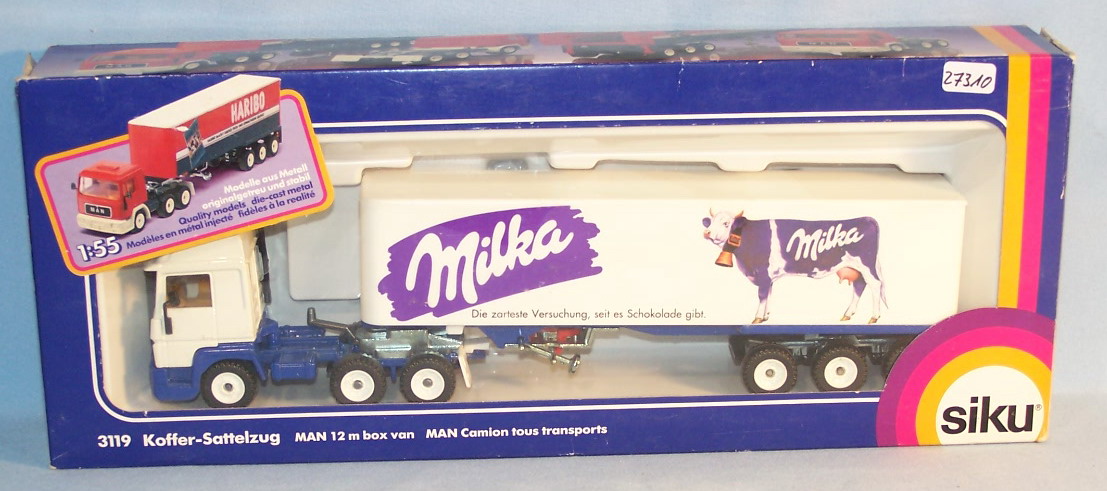 27310
HARIBO
MAN
Modelle aus Metall
originalgetreu und stabil
Quality models die-cast metal
1:55 Modèles en métal injecté fidèles à la realité
Milka
Milka
Die zarteste Versuchung, seit es Schokolade gibt.
siku®
3119 Koffer-Sattelzug MAN 12 m box van MAN Camion tous transports